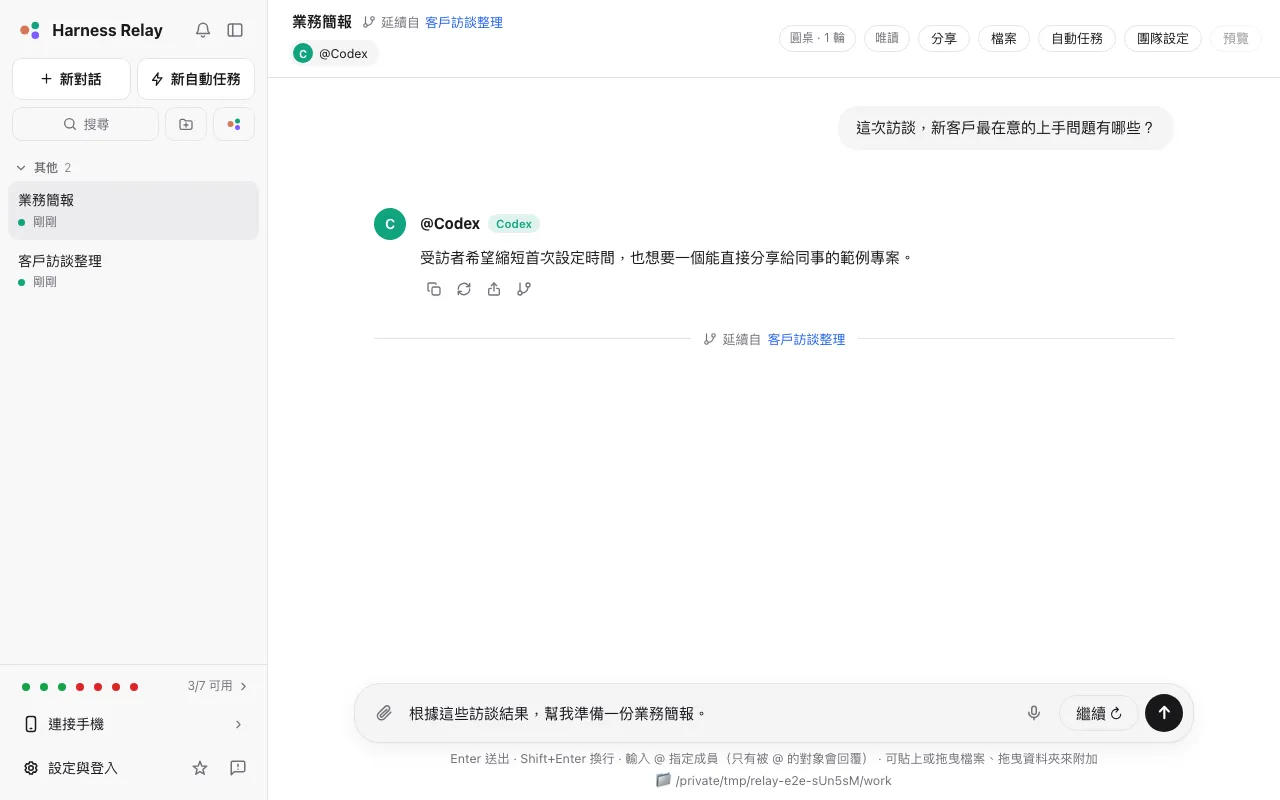 Harness Relay
新對話
新自動任務
搜尋
其他 2
業務簡報
剛剛
客戶訪談整理
剛剛
3/7 可用
連接手機
設定與登入
業務簡報 延續自 客戶訪談整理
C @Codex
圓桌 · 1 輪
唯讀
分享
檔案
自動任務
團隊設定
預覽
這次訪談，新客戶最在意的上手問題有哪些？
C @Codex Codex
受訪者希望縮短首次設定時間，也想要一個能直接分享給同事的範例專案。
延續自 客戶訪談整理
根據這些訪談結果，幫我準備一份業務簡報。
繼續
Enter 送出 · Shift+Enter 換行 · 輸入 @ 指定成員（只有被 @ 的對象會回覆） · 可貼上或拖曳檔案、拖曳資料夾來附加
/private/tmp/relay-e2e-sUn5sM/work